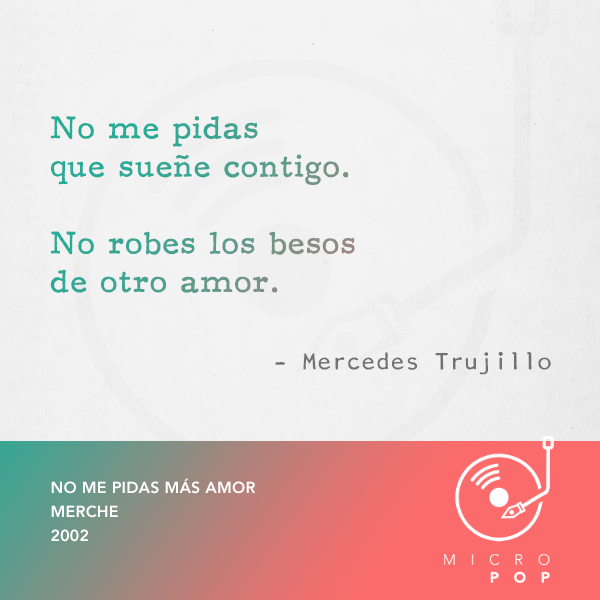 No me pidas
que sueñe contigo.
No robes los besos
de otro amor.
- Mercedes Trujillo
NO ME PIDAS MÁS AMOR
MERCHE
2002
MICRO
POP